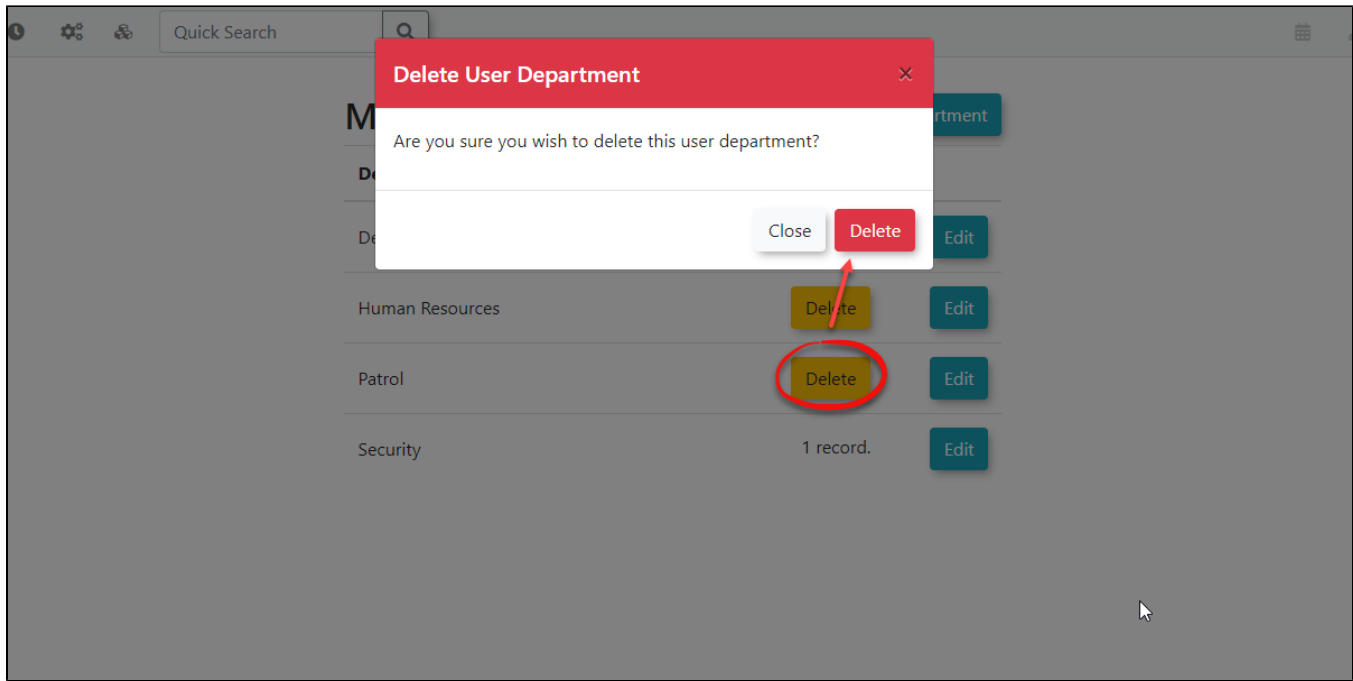 Quick Search
Delete User Department
×
Are you sure you wish to delete this user department?
Close
Delete
Edit
Human Resources
Delete
Edit
Patrol
Delete
Edit
Security
1 record.
Edit